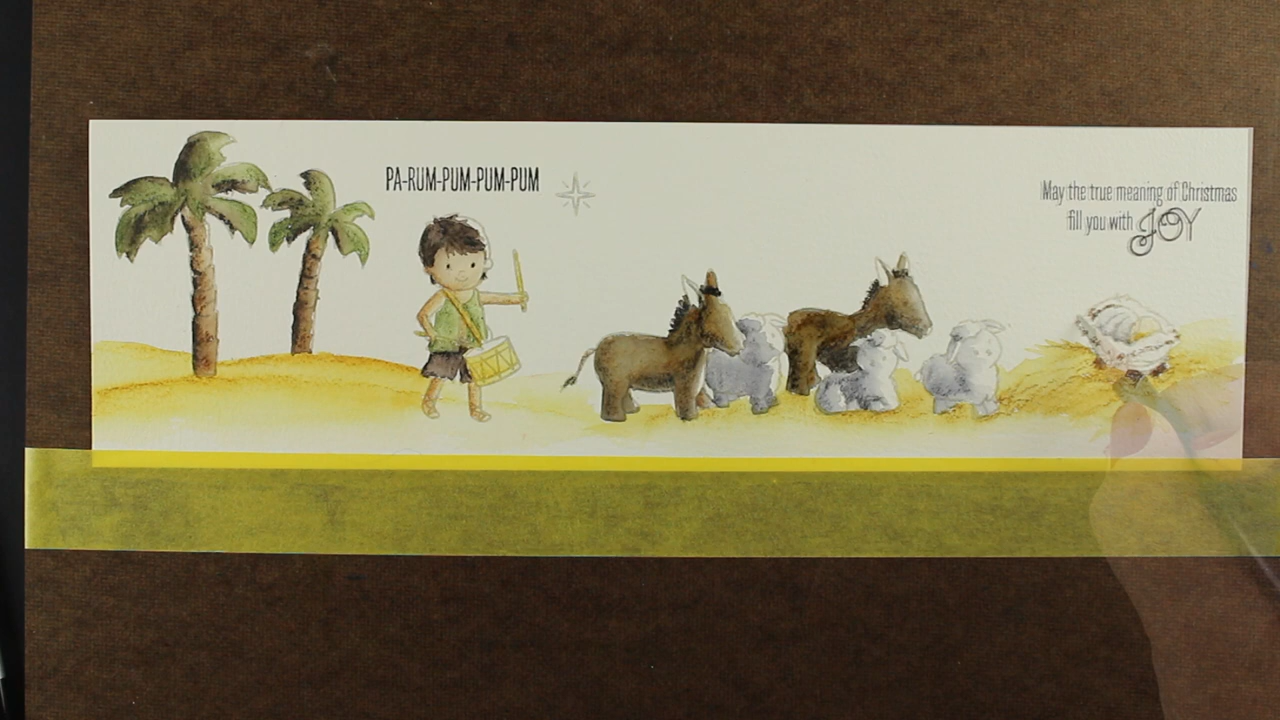 PA-RUM-PUM-PUM-PUM
May the true meaning of Christmas
fill you with JOY